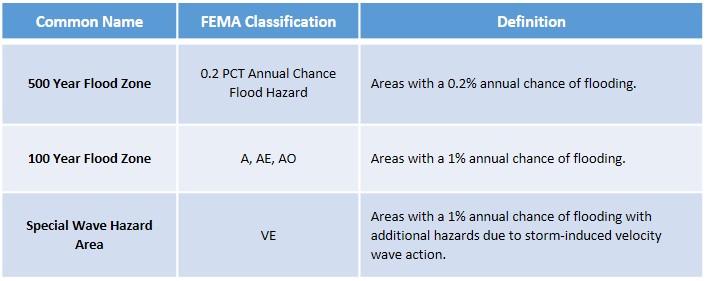 Common Name FEMA Classification Definition
500 Year Flood Zone
0.2 PCT Annual Chance
Flood Hazard
Areas with a 0.2% annual chance of flooding.
100 Year Flood Zone
A, AE, AO
Areas with a 1% annual chance of flooding.
Special Wave Hazard
Area
VE
Areas with a 1% annual chance of flooding with
additional hazards due to storm-induced velocity
wave action.